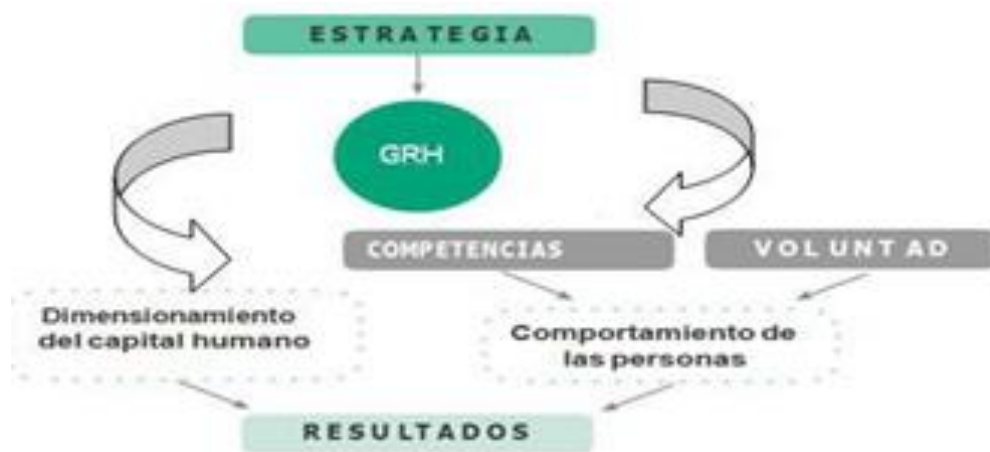 ESTRATEGIA
GRH
COMPETENCIAS
VOLUNTAD
Dimensionamiento
del capital humano
Comportamiento de
las personas
RESULTADOS